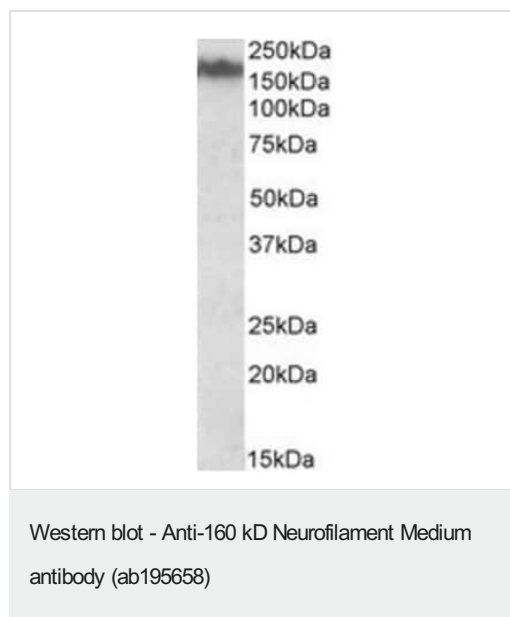 250kDa
150kDa
100kDa
75kDa
50kDa
37kDa
25kDa
20kDa
15kDa
Western blot - Anti-160 kD Neurofilament Medium
antibody (ab195658)